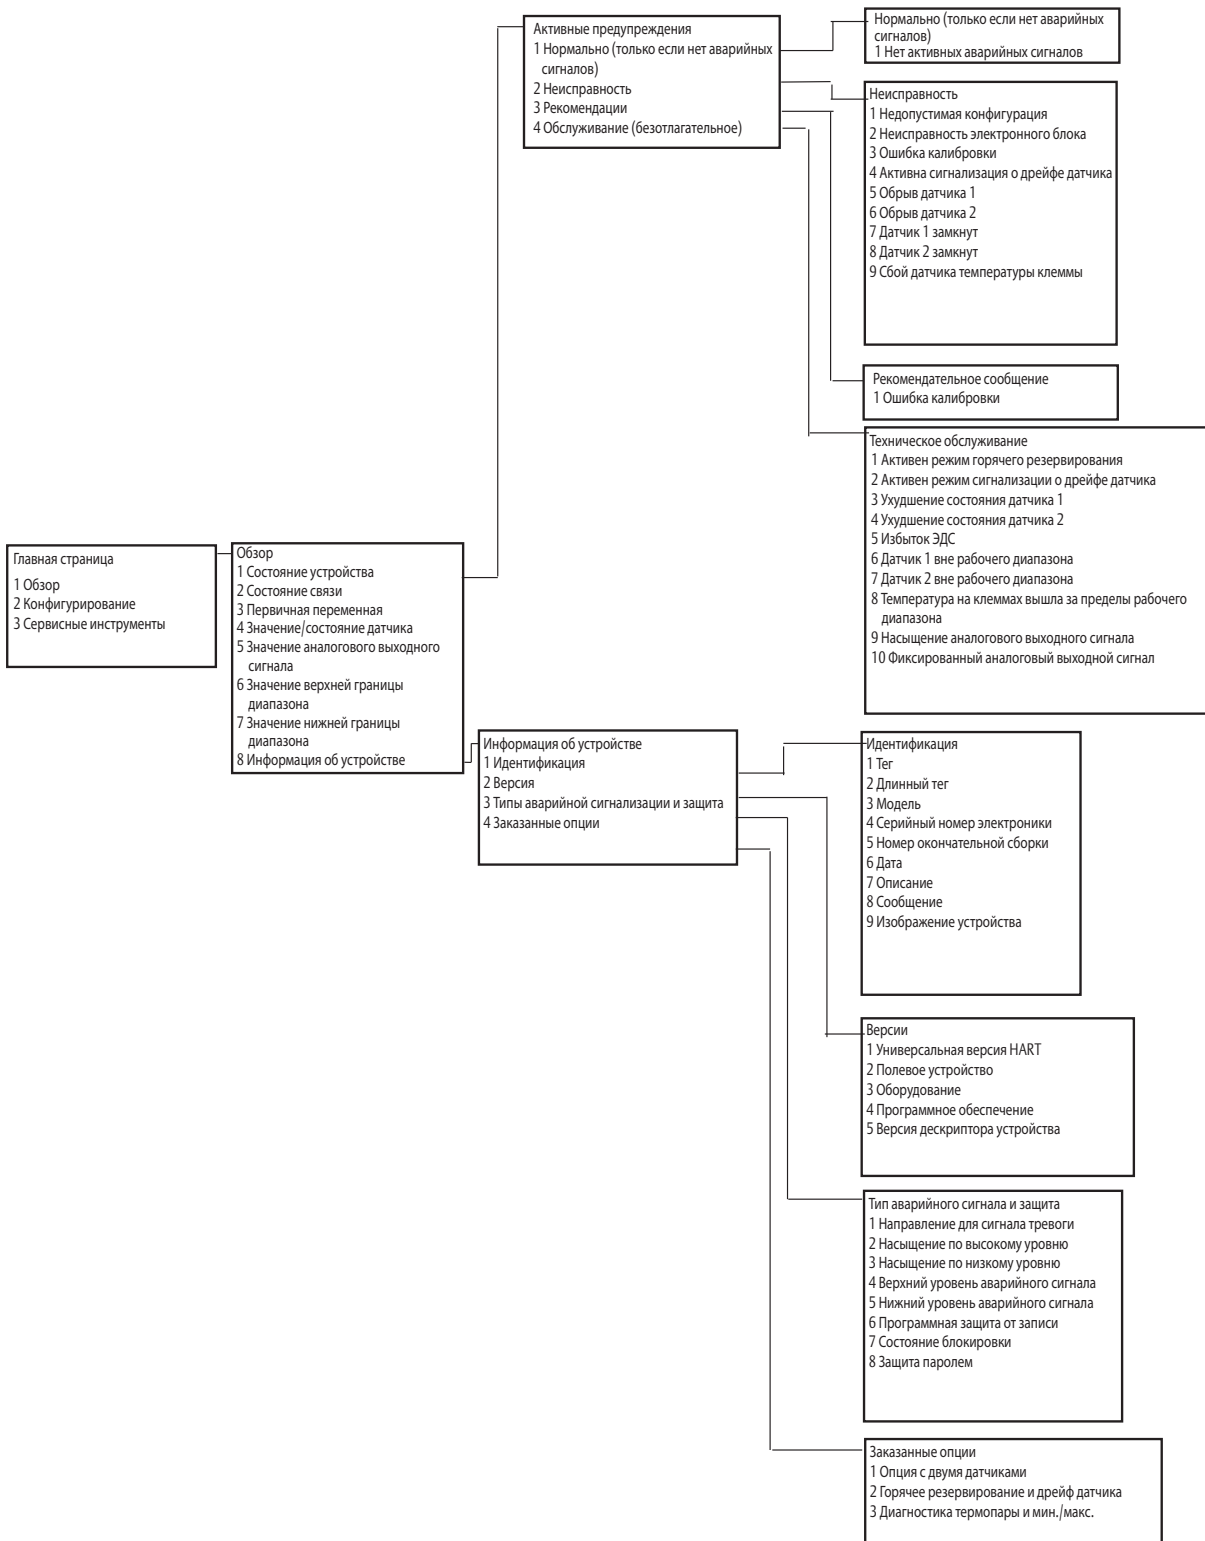 Главная страница
1 Обзор
2 Конфигурирование
3 Сервисные инструменты
Обзор
1 Состояние устройства
2 Состояние связи
3 Первичная переменная
4 Значение/состояние датчика
5 Значение аналогового выходного
сигнала
6 Значение верхней границы
диапазона
7 Значение нижней границы
диапазона
8 Информация об устройстве
Активные предупреждения
1 Нормально (только если нет аварийных
сигналов)
2 Неисправность
3 Рекомендации
4 Обслуживание (безотлагательное)
Нормально (только если нет аварийных
сигналов)
1 Нет активных аварийных сигналов
Неисправность
1 Недопустимая конфигурация
2 Неисправность электронного блока
3 Ошибка калибровки
4 Активна сигнализация о дрейфе датчика
5 Обрыв датчика 1
6 Обрыв датчика 2
7 Датчик 1 замкнут
8 Датчик 2 замкнут
9 Сбой датчика температуры клеммы
Рекомендательное сообщение
1 Ошибка калибровки
Техническое обслуживание
1 Активен режим горячего резервирования
2 Активен режим сигнализации о дрейфе датчика
3 Ухудшение состояния датчика 1
4 Ухудшение состояния датчика 2
5 Избыток ЭДС
6 Датчик 1 вне рабочего диапазона
7 Датчик 2 вне рабочего диапазона
8 Температура на клеммах вышла за пределы рабочего
диапазона
9 Насыщение аналогового выходного сигнала
10 Фиксированный аналоговый выходной сигнал
Информация об устройстве
1 Идентификация
2 Версия
3 Типы аварийной сигнализации и защита
4 Заказанные опции
Идентификация
1 Тег
2 Длинный тег
3 Модель
4 Серийный номер электроники
5 Номер окончательной сборки
6 Дата
7 Описание
8 Сообщение
9 Изображение устройства
Версии
1 Универсальная версия HART
2 Полевое устройство
3 Оборудование
4 Программное обеспечение
5 Версия дескриптора устройства
Тип аварийного сигнала и защита
1 Направление для сигнала тревоги
2 Насыщение по высокому уровню
3 Насыщение по низкому уровню
4 Верхний уровень аварийного сигнала
5 Нижний уровень аварийного сигнала
6 Программная защита от записи
7 Состояние блокировки
8 Защита паролем
Заказанные опции
1 Опция с двумя датчиками
2 Горячее резервирование и дрейф датчика
3 Диагностика термопары и мин./макс.